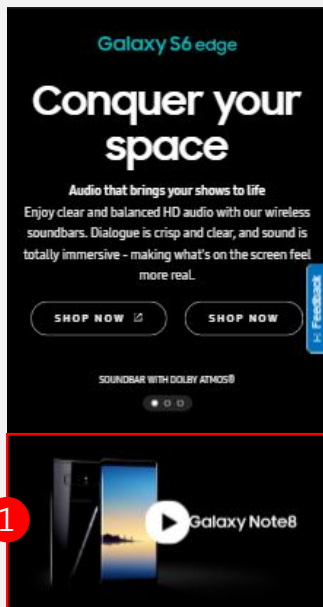 Galaxy S6 edge
Conquer your
space
Audio that brings your shows to life
Enjoy clear and balanced HD audio with our wireless
soundbars. Dialogue is crisp and clear, and sound is
totally immersive - making what's on the screen feel
more real.
SHOP NOW SHOP NOW
Feedback
SOUNDBAR WITH DOLBY ATMOS®
1
Galaxy Note8